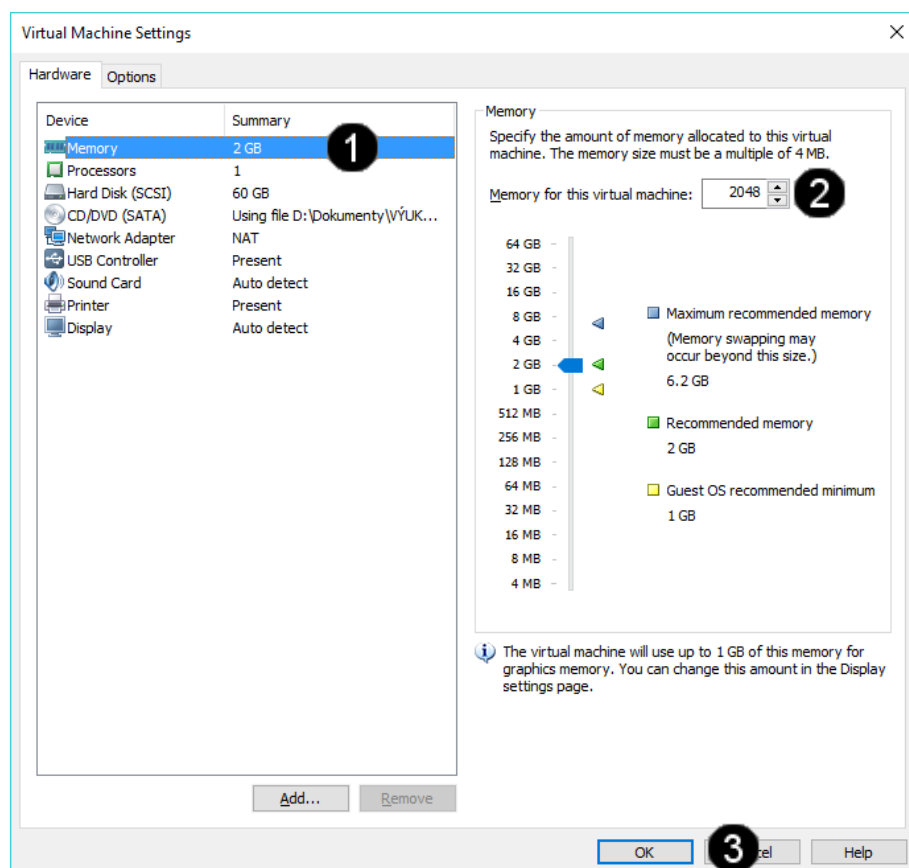 Virtual Machine Settings
Hardware Options
Device Summary
Memory 2 GB 1
Processors 1
Hard Disk (SCSI) 60 GB
CD/DVD (SATA) Using file D:\Dokumenty\VÝUK...
Network Adapter NAT
USB Controller Present
Sound Card Auto detect
Printer Present
Display Auto detect
Add... Remove
Memory
Specify the amount of memory allocated to this virtual
machine. The memory size must be a multiple of 4 MB.
Memory for this virtual machine: 2048 2
64 GB
32 GB
16 GB
8 GB
4 GB
2 GB
1 GB
512 MB
256 MB
128 MB
64 MB
32 MB
16 MB
8 MB
4 MB
Maximum recommended memory
(Memory swapping may
occur beyond this size.)
6.2 GB
Recommended memory
2 GB
Guest OS recommended minimum
1 GB
The virtual machine will use up to 1 GB of this memory for
graphics memory. You can change this amount in the Display
settings page.
OK 3 Help